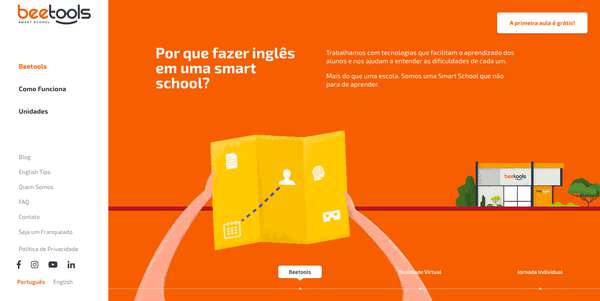 beetools
SMART SCHOOL
Beetools
Como Funciona
Unidades
Blog
English Tips
Quem Somos
FAQ
Contato
Seja um Franqueado
Política de Privacidade
Português English
A primeira aula é grátis!
Por que fazer inglês
em uma smart
school?
Trabalhamos com tecnologias que facilitam o aprendizado dos
alunos e nos ajudam a entender as dificuldades de cada um.
Mais do que uma escola. Somos uma Smart School que não
para de aprender.
beetools
Beetools
Virtual
Jornada Individual